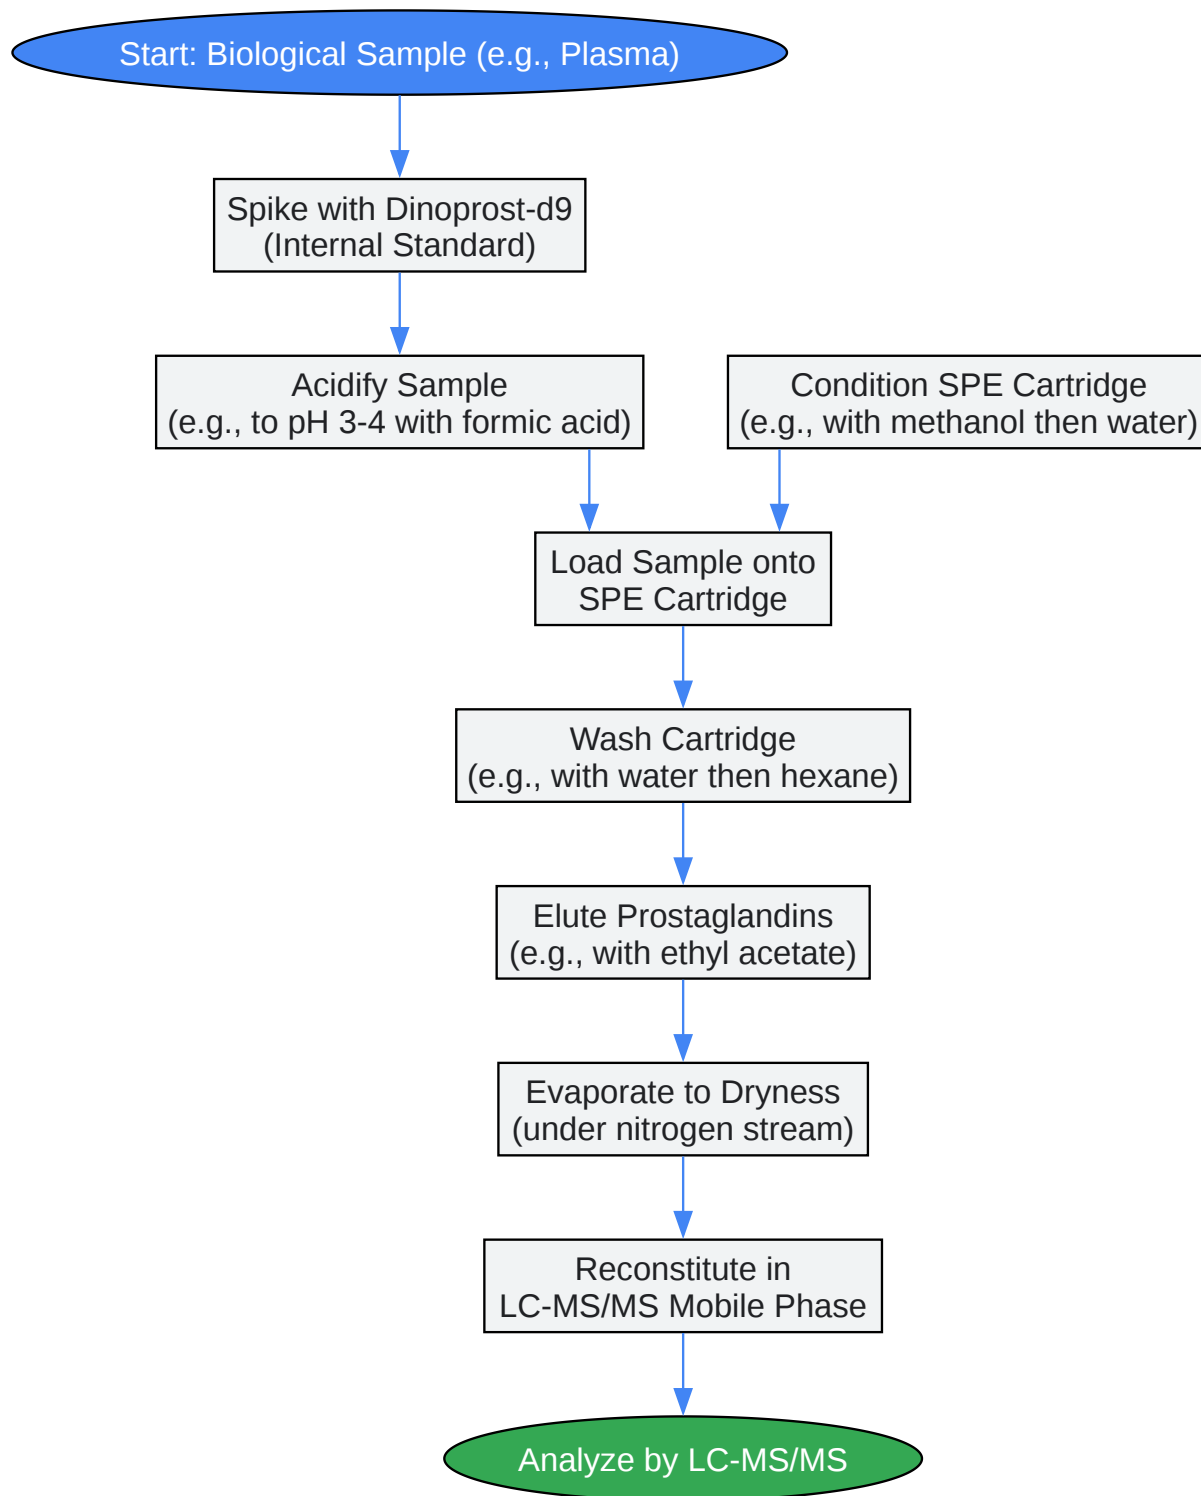 Start: Biological Sample (e.g., Plasma)
Spike with Dinoprost-d9
(Internal Standard)
Acidify Sample
(e.g., to pH 3-4 with formic acid)
Condition SPE Cartridge
(e.g., with methanol then water)
Load Sample onto
SPE Cartridge
Wash Cartridge
(e.g., with water then hexane)
Elute Prostaglandins
(e.g., with ethyl acetate)
Evaporate to Dryness
(under nitrogen stream)
Reconstitute in
LC-MS/MS Mobile Phase
Analyze by LC-MS/MS